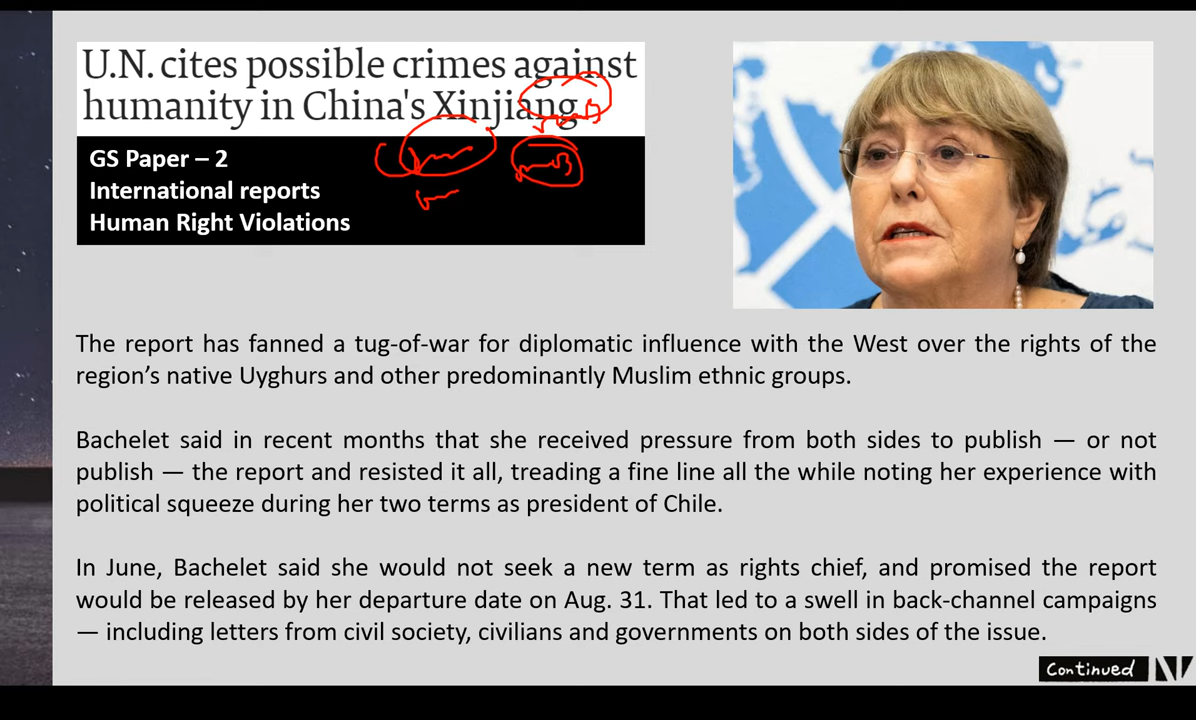 U.N. cites possible crimes against
humanity in China's Xinjiang
GS Paper – 2
International reports
Human Right Violations
The report has fanned a tug-of-war for diplomatic influence with the West over the rights of the
region’s native Uyghurs and other predominantly Muslim ethnic groups.
Bachelet said in recent months that she received pressure from both sides to publish — or not
publish — the report and resisted it all, treading a fine line all the while noting her experience with
political squeeze during her two terms as president of Chile.
In June, Bachelet said she would not seek a new term as rights chief, and promised the report
would be released by her departure date on Aug. 31. That led to a swell in back-channel campaigns
— including letters from civil society, civilians and governments on both sides of the issue.
Continued